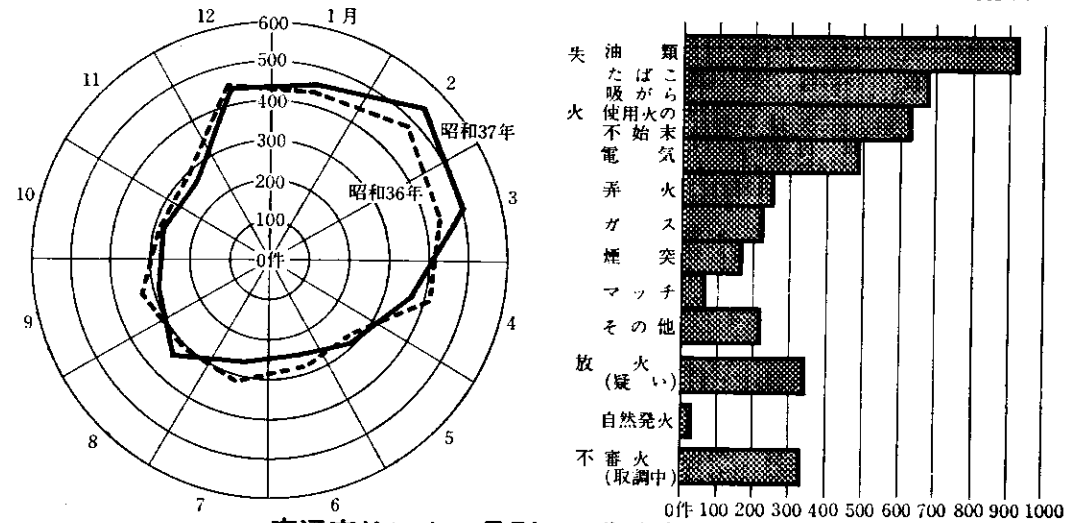 12
1月
11
2
10
3
9
4
8
5
7
6
600
500
400
300
200
100
0件
昭和37年
昭和36年
失 油類
たばこ
吸がら
火 使用火の
不始末
電気
弄火
ガス
煙突
マッチ
その他
放火
(疑い)
自然発火
不審火
(取調中)
0件 100 200 300 400 500 600 700 800 900 1000